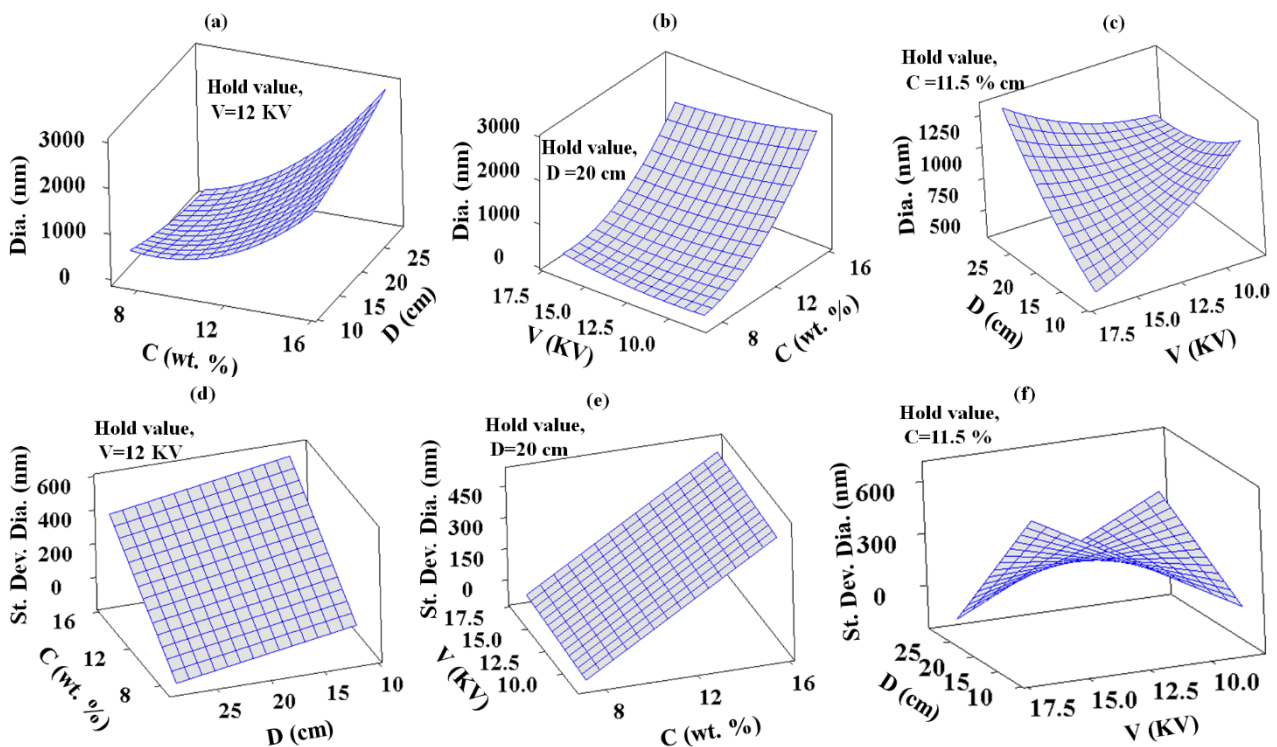 (a)
Hold value,
V=12 KV
Dia. (nm)
3000
2000
1000
0
8
12
16
C (wt. %)
10
15
20
25
D (cm)
(b)
Hold value,
D =20 cm
Dia. (nm)
3000
2000
1000
0
17.5
15.0
12.5
10.0
V (KV)
8
12
16
C (wt. %)
(c)
Hold value,
C =11.5 % cm
Dia. (nm)
1250
1000
750
500
25
20
15
10
D (cm)
17.5
15.0
12.5
10.0
V (KV)
(d)
Hold value,
V=12 KV
St. Dev. Dia. (nm)
600
400
200
0
16
12
8
C (wt. %)
25
20
15
10
D (cm)
(e)
Hold value,
D=20 cm
St. Dev. Dia. (nm)
450
300
150
0
17.5
15.0
12.5
10.0
V (KV)
8
12
16
C (wt. %)
(f)
Hold value,
C=11.5 %
St. Dev. Dia. (nm)
600
300
0
25
20
15
10
D (cm)
17.5
15.0
12.5
10.0
V (KV)